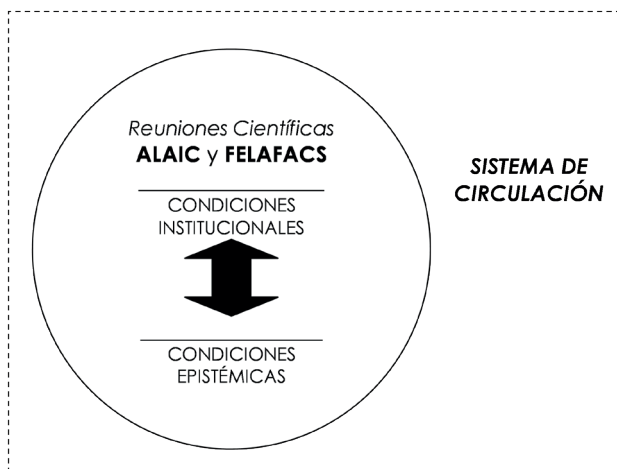 Reuniones Científicas
ALAIC y FELAFACS
CONDICIONES
INSTITUCIONALES
CONDICIONES
EPISTÉMICAS
SISTEMA DE
CIRCULACIÓN